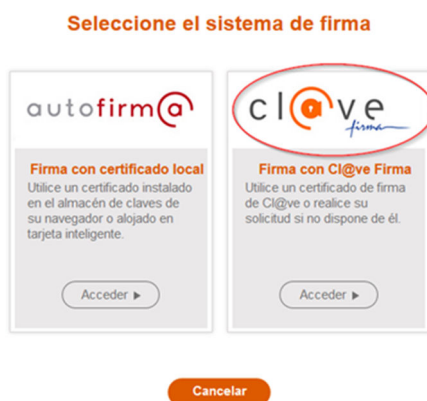 Seleccione el sistema de firma
autofirm@
Firma con certificado local
Utilice un certificado instalado
en el almacén de claves de
su navegador o alojado en
tarjeta inteligente.
Acceder
cl@ve
firma
Firma con Cl@ve Firma
Utilice un certificado de firma
de Cl@ve o realice su
solicitud si no dispone de él.
Acceder
Cancelar